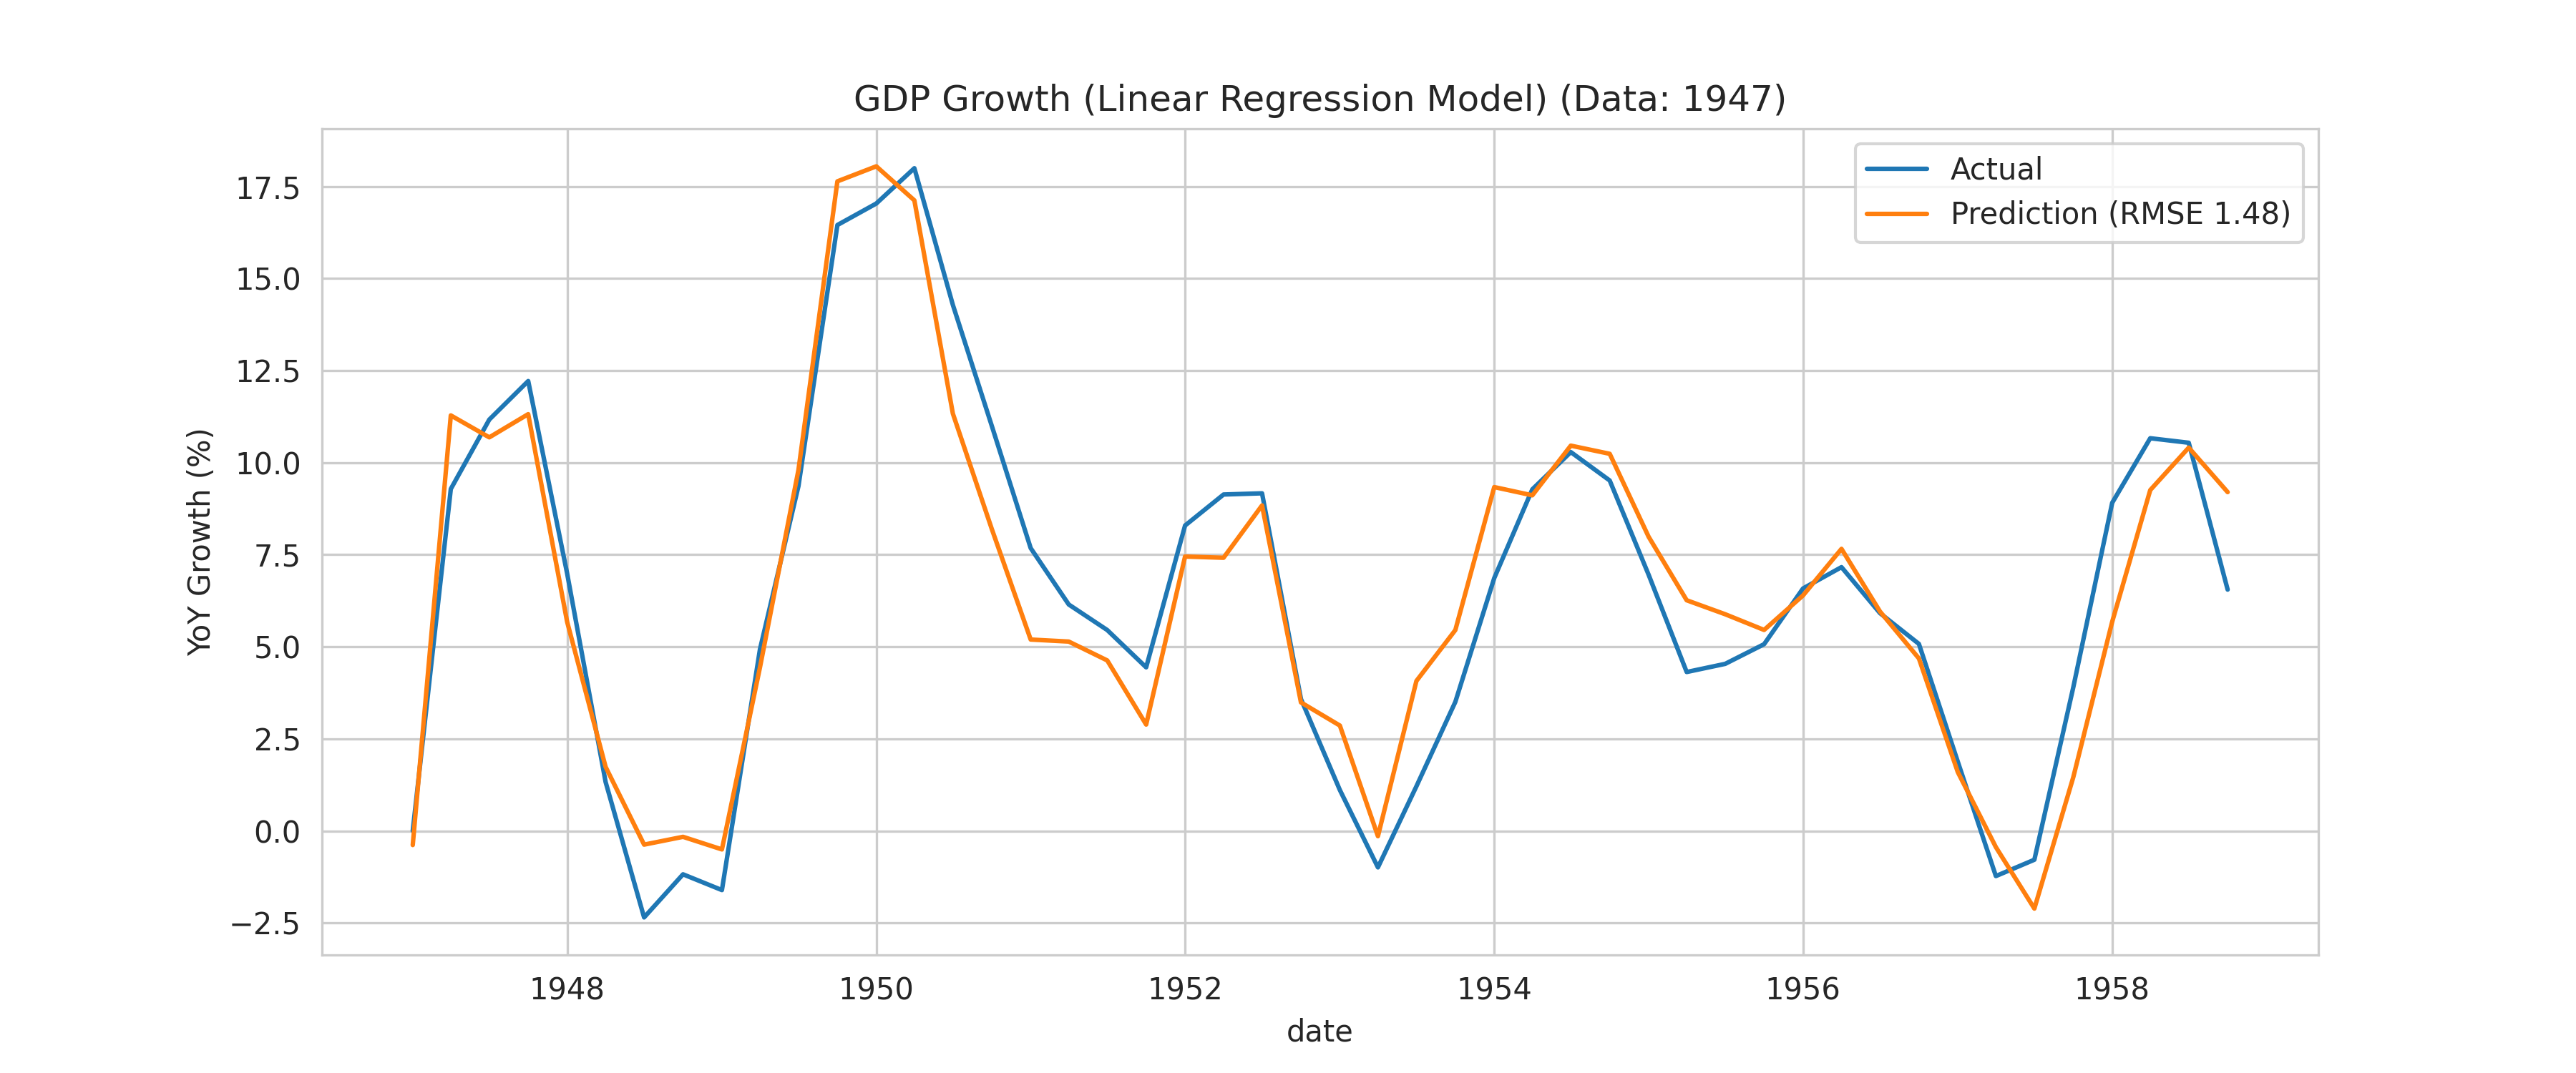 GDP Growth (Linear Regression Model) (Data: 1947)
Actual
Prediction (RMSE 1.48)
YoY Growth (%)
17.5
15.0
12.5
10.0
7.5
5.0
2.5
0.0
−2.5
1948 1950 1952 1954 1956 1958
date